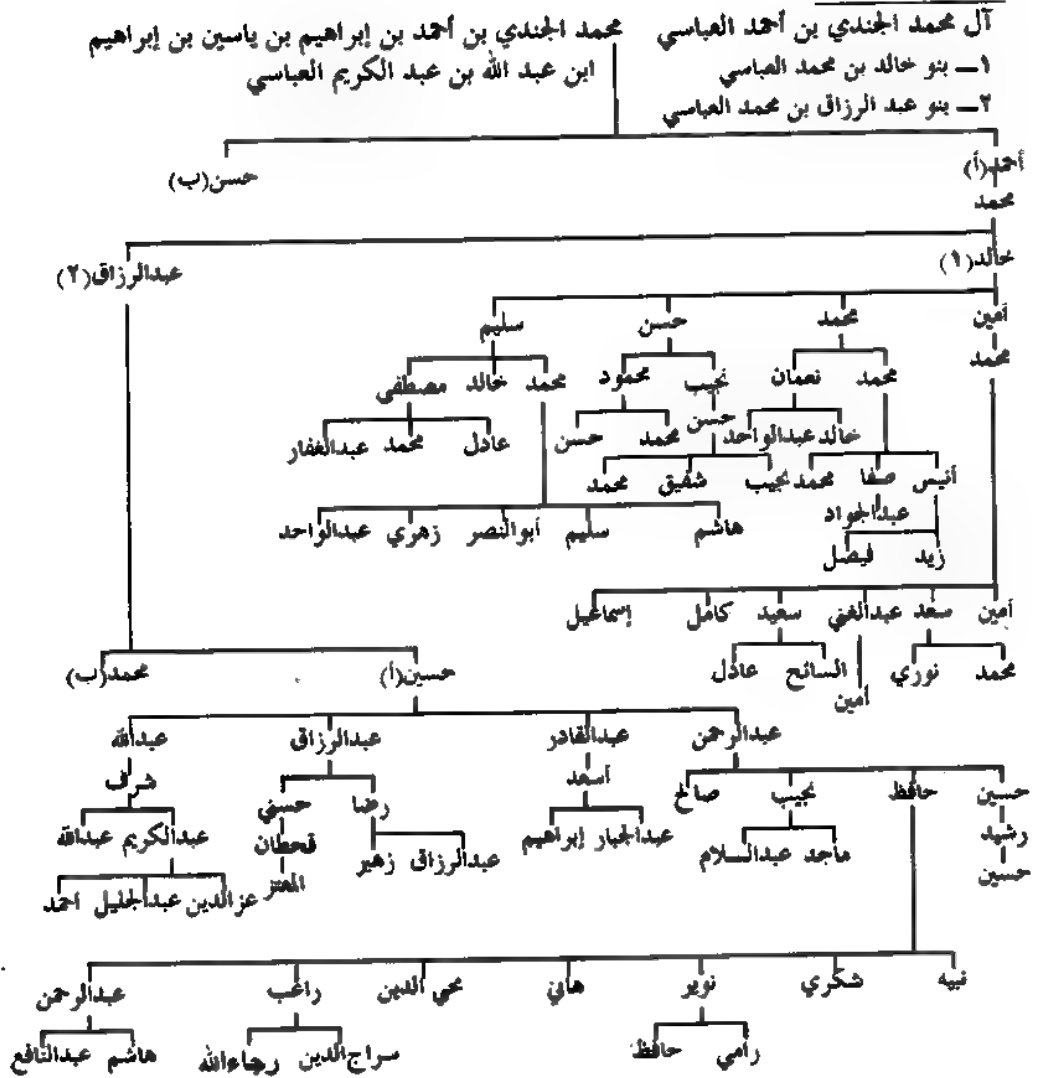 آل محمد الجندي بن أحمد العباسي
١ــ بنو خالد بن محمد العباسي
٢ــ بنو عبد الرزاق بن محمد العباسي
محمد الجندي بن أحمد بن إبراهيم بن ياسين بن إبراهيم
ابن عبد الله بن عبد الكريم العباسي
أحمد(أ) حسن(ب)
محمد
خالد(١) عبدالرزاق(٢)
أمين محمد حسن سليم
محمد
محمد نعمان نجيب محمود محمد خالد مصطفى
خالد عبدالواحد حسن محمد حسن عادل محمد عبدالغفار
أنيس صفا محمد نجيب شفيق محمد
عبدالجواد
هاشم سليم أبوالنصر زهري عبدالواحد
زيد فيصل
أمين سعد عبدالغني سعيد كامل إسماعيل
محمد نوري أمين السائح عادل
حسين(أ) محمد(ب)
عبدالرحمن عبدالقادر عبدالرزاق عبدالله
حسين حافظ نجيب صالح أسعد رضا حسني شرف
رشيد ماجد عبدالسلام عبدالجبار إبراهيم عبدالرزاق زهير قحطان عبدالكريم عبدالله
حسين المعتز عزالدين عبدالجليل أحمد
نبيه شكري نوير هاني محي الدين راغب عبدالرحمن
رامي حافظ سراج الدين رجاءالله هاشم عبدالنافع